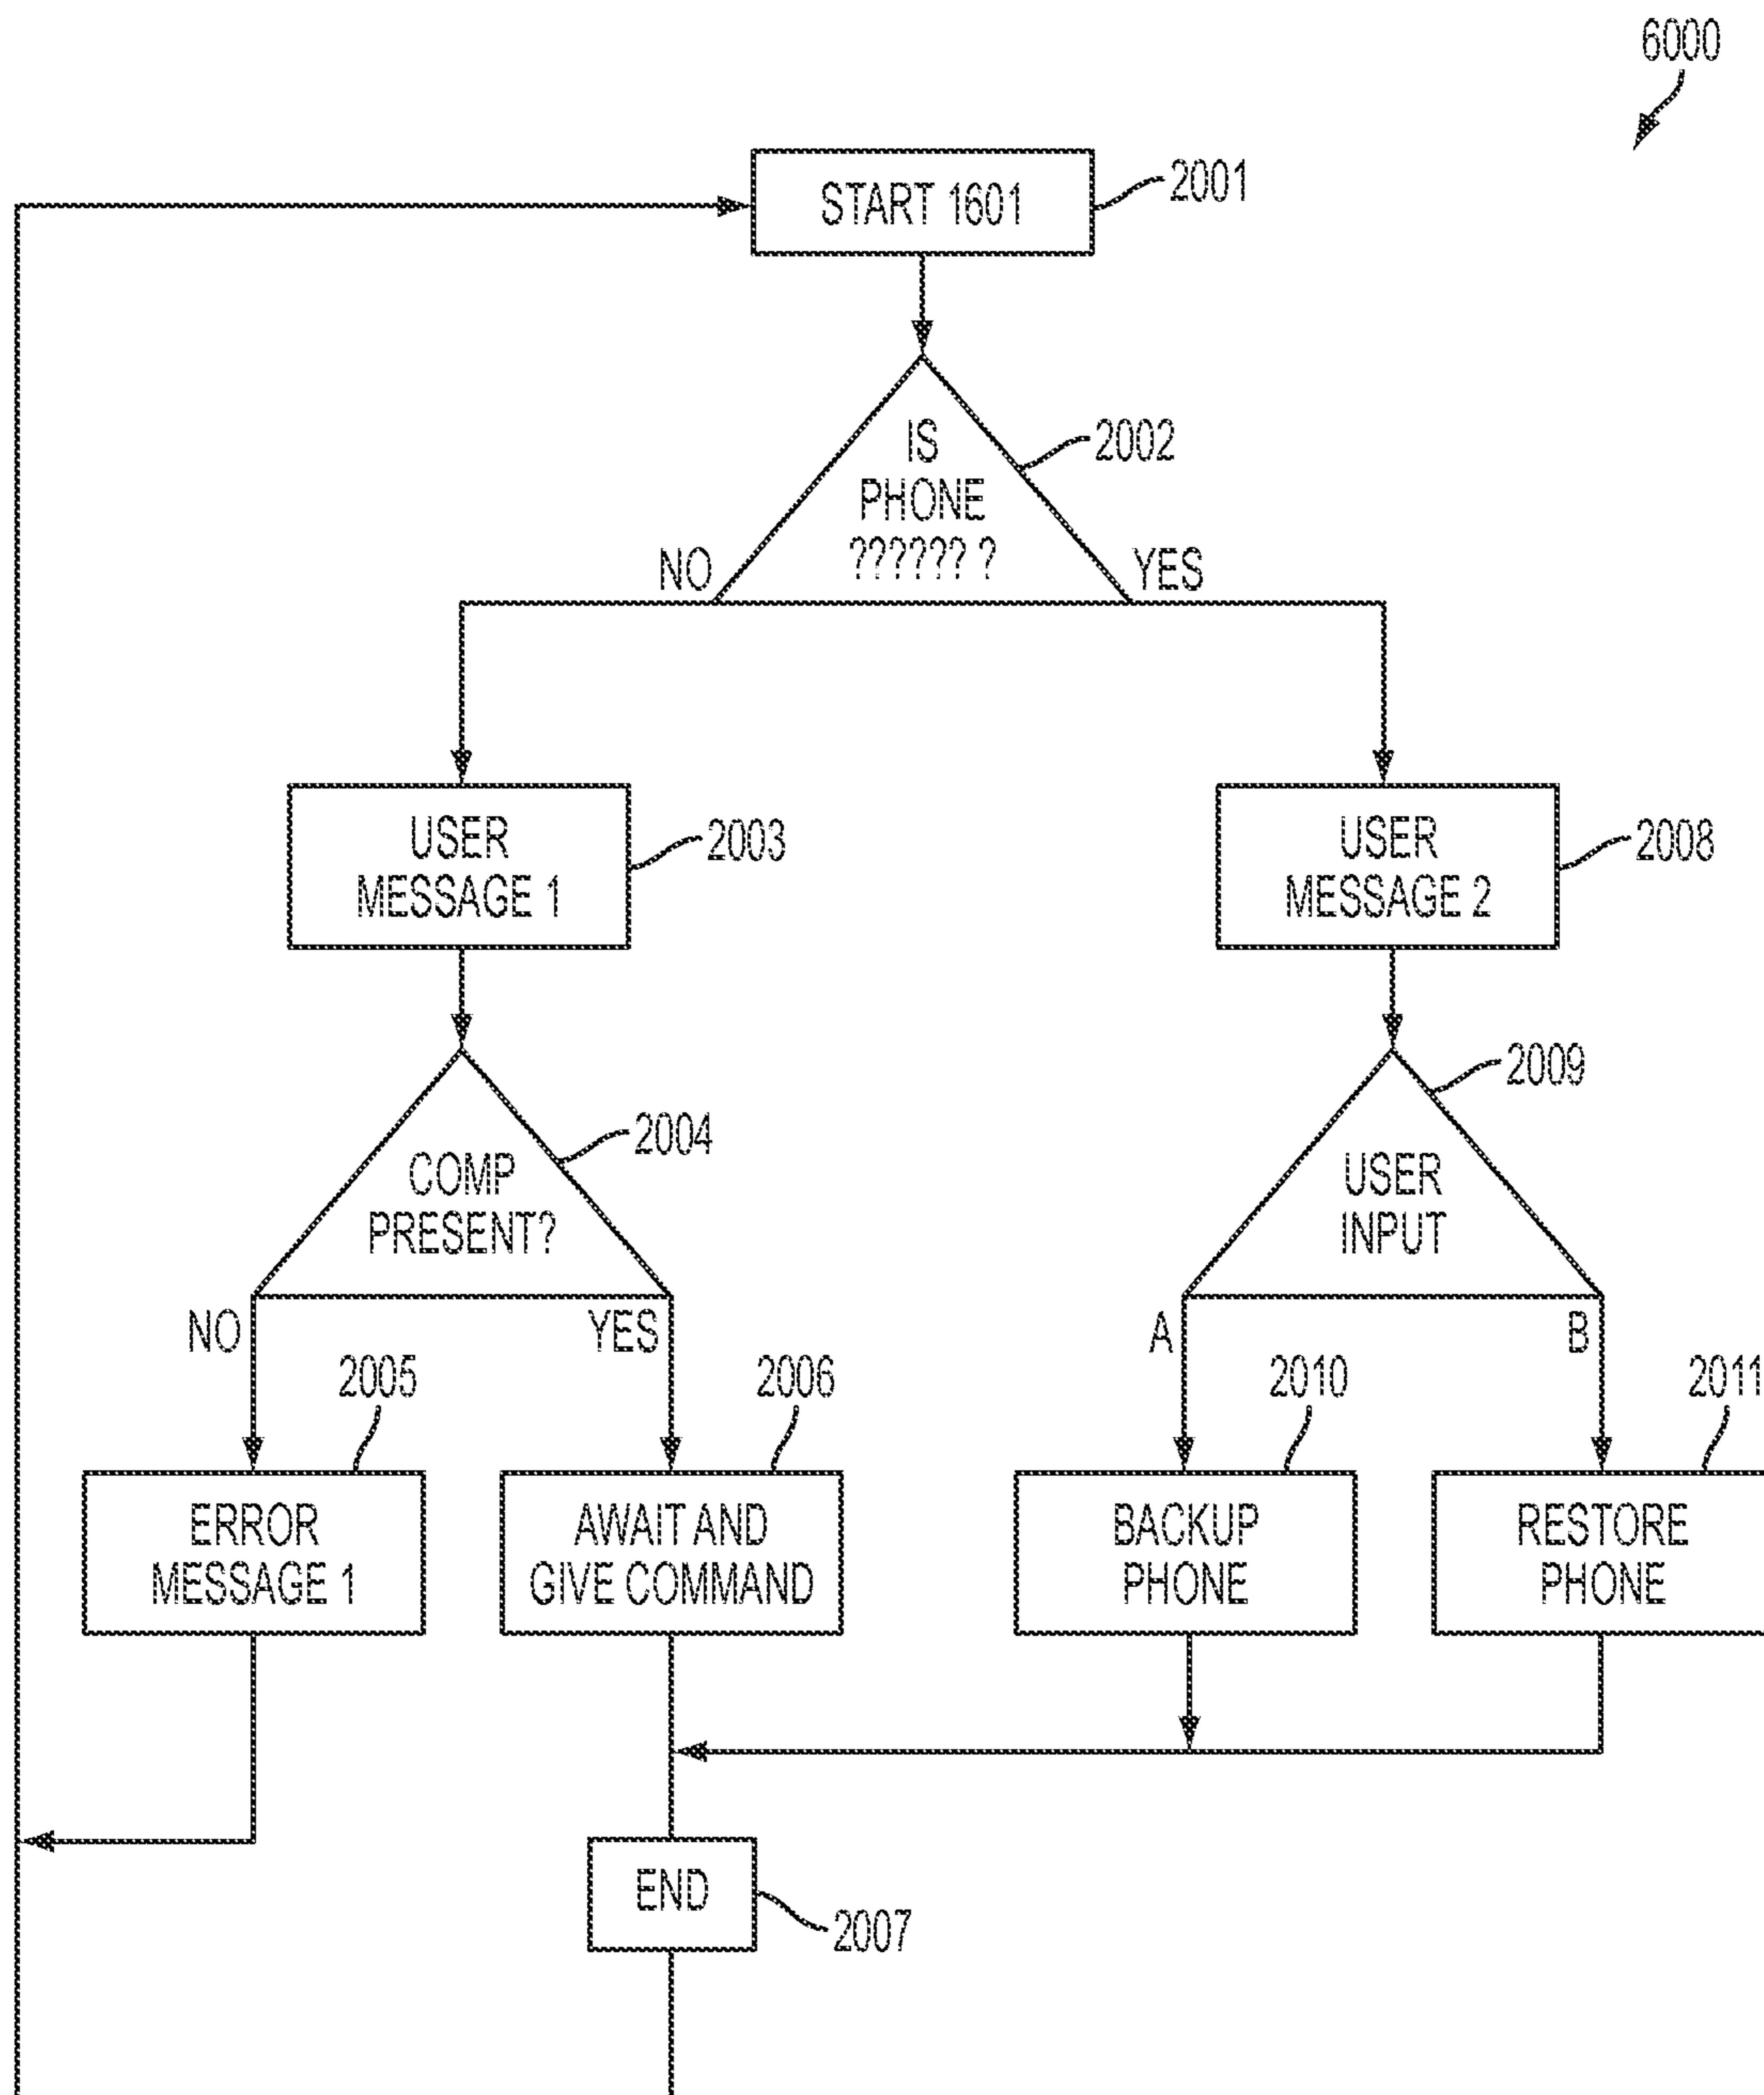 6000
START 1601
2001
IS
PHONE
?????? ?
2002
NO
YES
USER
MESSAGE 1
2003
USER
MESSAGE 2
2008
COMP
PRESENT?
2004
USER
INPUT
2009
NO
YES
A
B
2005
2006
2010
2011
ERROR
MESSAGE 1
AWAIT AND
GIVE COMMAND
BACKUP
PHONE
RESTORE
PHONE
END
2007